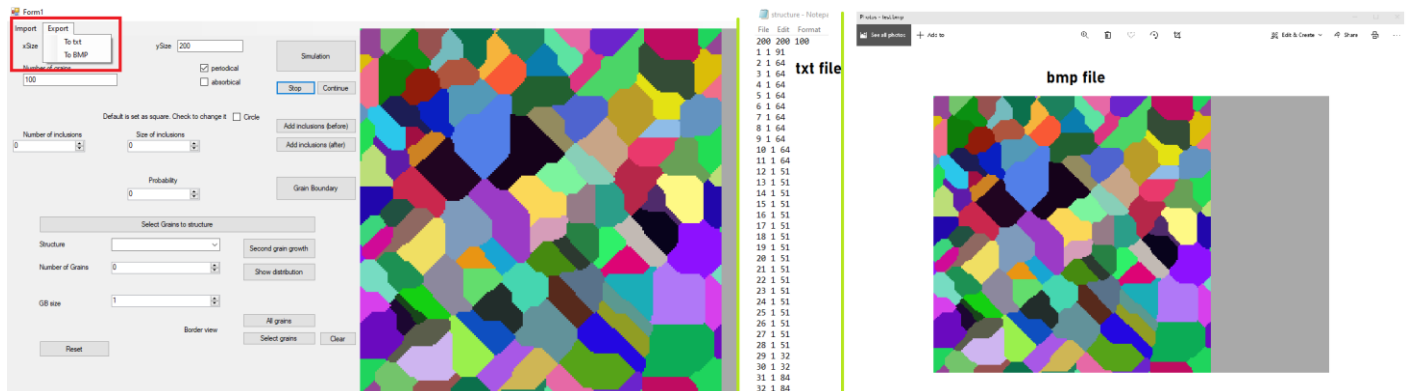 Form1
Import Export
To txt
To BMP
xSize
ySize 200
Number of grains
100
periodical
absorbical
Simulation
Stop Continue
Default is set as square. Check to change it Circle
Number of inclusions Size of inclusions
0 0
Add inclusions (before)
Add inclusions (after)
Probability
0
Grain Boundary
Select Grains to structure
Structure
Second grain growth
Number of Grains 0
Show distribution
GB size 1
All grains
Border view
Select grains Clear
Reset
structure - Notepa
File Edit Format
200 200 100
1 1 91
2 1 64
3 1 64
4 1 64
5 1 64
6 1 64
7 1 64
8 1 64
9 1 64
10 1 64
11 1 64
12 1 51
13 1 51
14 1 51
15 1 51
16 1 51
17 1 51
18 1 51
19 1 51
20 1 51
21 1 51
22 1 51
23 1 51
24 1 51
25 1 51
26 1 51
27 1 51
28 1 51
29 1 32
30 1 32
31 1 84
32 1 84
txt file
Photos - test.bmp
See all photos Add to
Edit & Create Share
bmp file